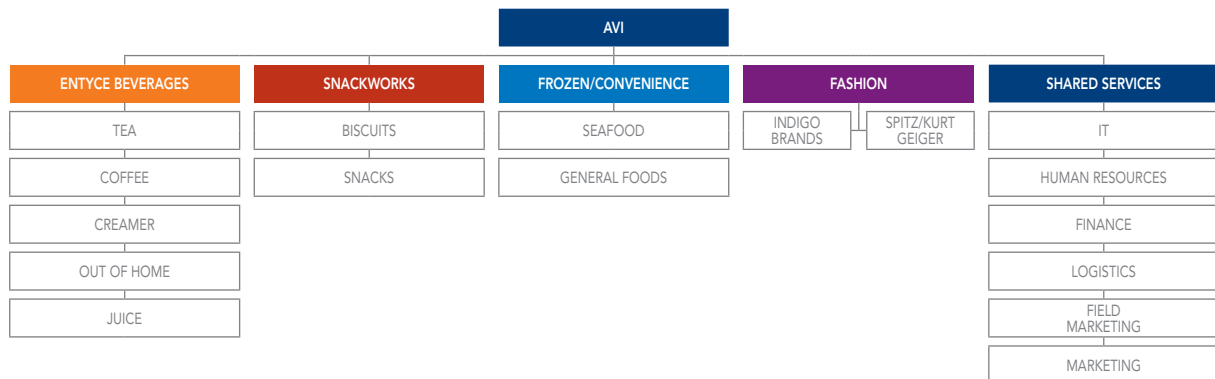 AVI
ENTYCE BEVERAGES
TEA
COFFEE
CREAMER
OUT OF HOME
JUICE
SNACKWORKS
BISCUITS
SNACKS
FROZEN/CONVENIENCE
SEAFOOD
GENERAL FOODS
FASHION
INDIGO
BRANDS
SPITZ/KURT
GEIGER
SHARED SERVICES
IT
HUMAN RESOURCES
FINANCE
LOGISTICS
FIELD
MARKETING
MARKETING